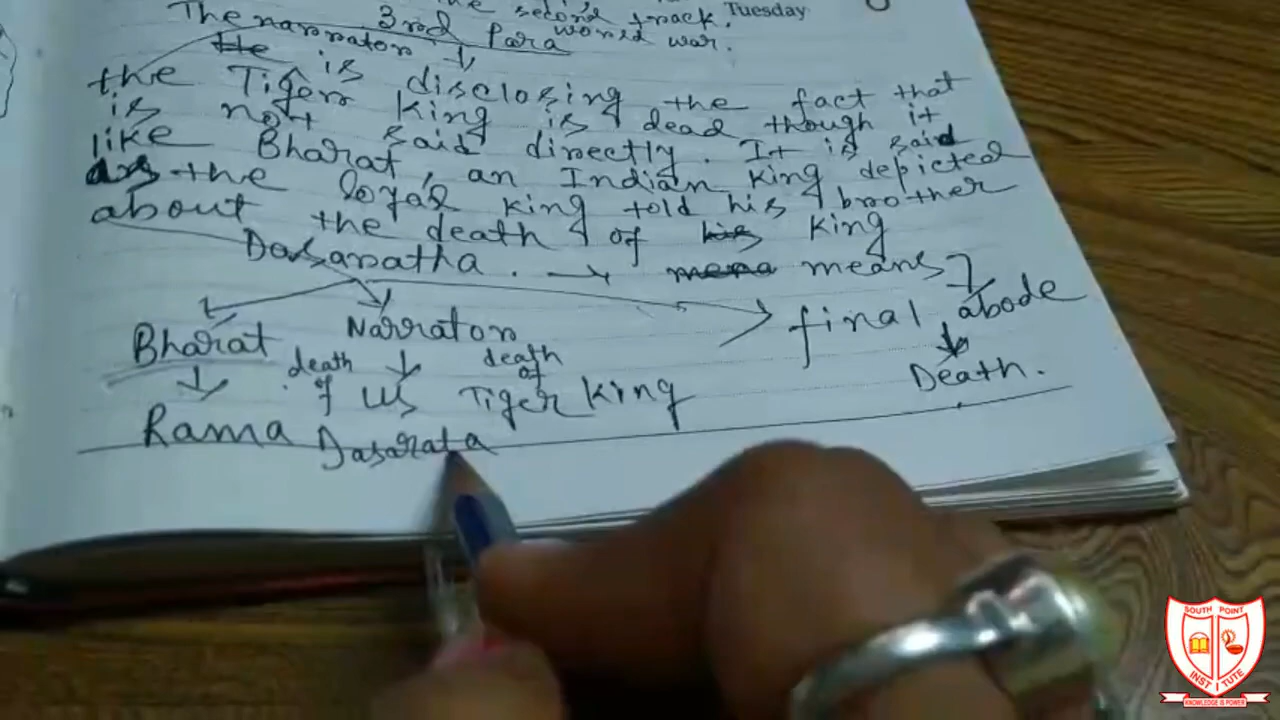 the second track. Tuesday
world war.
3rd Para
The narrator
He is disclosing the fact that
the Tiger King is dead though it
is not said directly. It is said
like Bharat, an Indian king depicted
as the loyal king told his brother
about the death of his king
Dasaratha. → means
Bharat Narrator final abode
death of us death of Tiger King Death.
Rama Dasarata
SOUTH POINT
INSTITUTE
KNOWLEDGE IS POWER